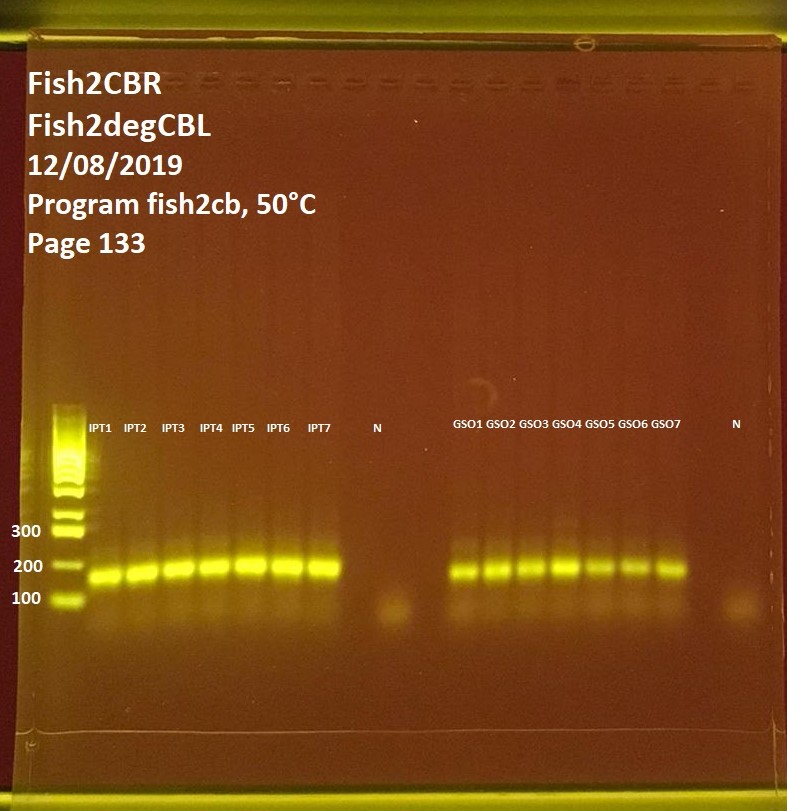 Fish2CBR
Fish2degCBL
12/08/2019
Program fish2cb, 50°C
Page 133
IPT1 IPT2 IPT3 IPT4 IPT5 IPT6 IPT7 N GSO1 GSO2 GSO3 GSO4 GSO5 GSO6 GSO7 N
300
200
100